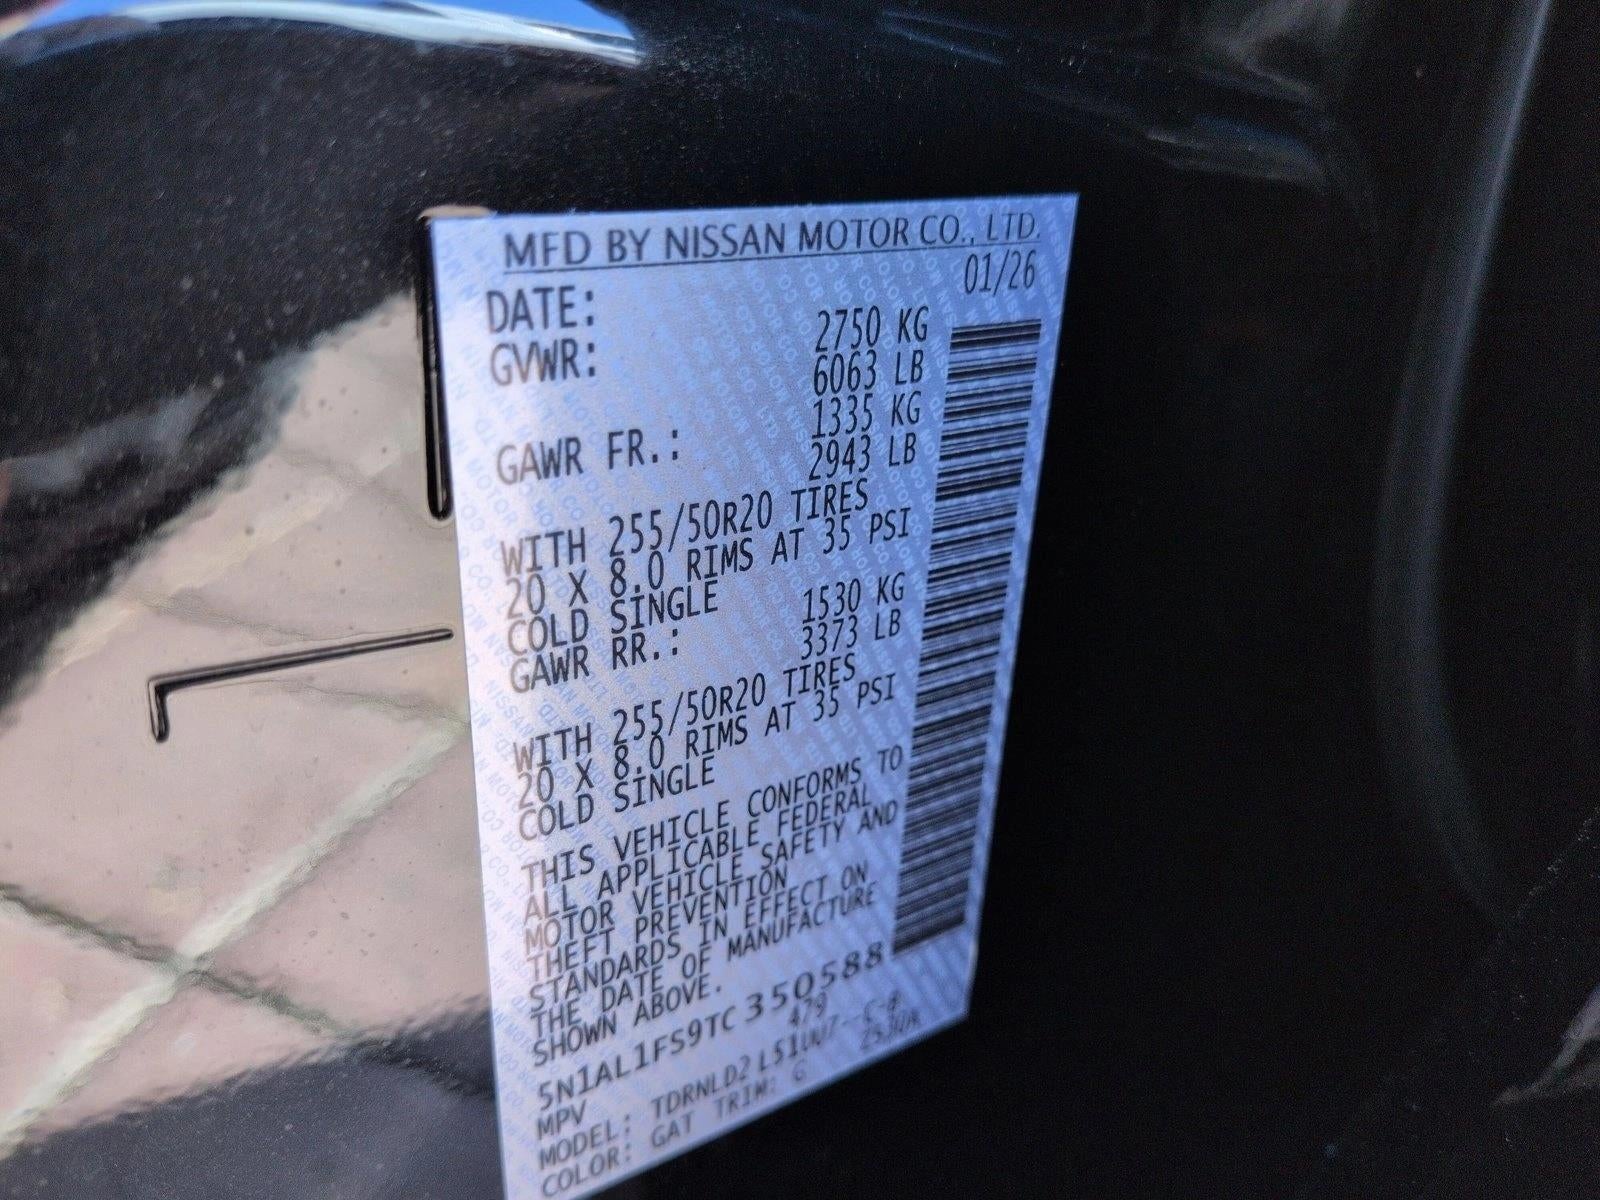 MFD BY NISSAN MOTOR CO., LTD.
DATE: 01/26
GVWR: 2750 KG
6063 LB
GAWR FR.: 1335 KG
2943 LB
WITH 255/50R20 TIRES
20 X 8.0 RIMS AT 35 PSI
COLD SINGLE
GAWR RR.: 1530 KG
3373 LB
WITH 255/50R20 TIRES
20 X 8.0 RIMS AT 35 PSI
COLD SINGLE
THIS VEHICLE CONFORMS TO
ALL APPLICABLE FEDERAL
MOTOR VEHICLE SAFETY AND
THEFT PREVENTION
STANDARDS IN EFFECT ON
THE DATE OF MANUFACTURE
SHOWN ABOVE.
5N1AL1FS9TC350588
MPV 479
MODEL: TDRNLD2 L51UU7--C-@
COLOR: GAT TRIM: G